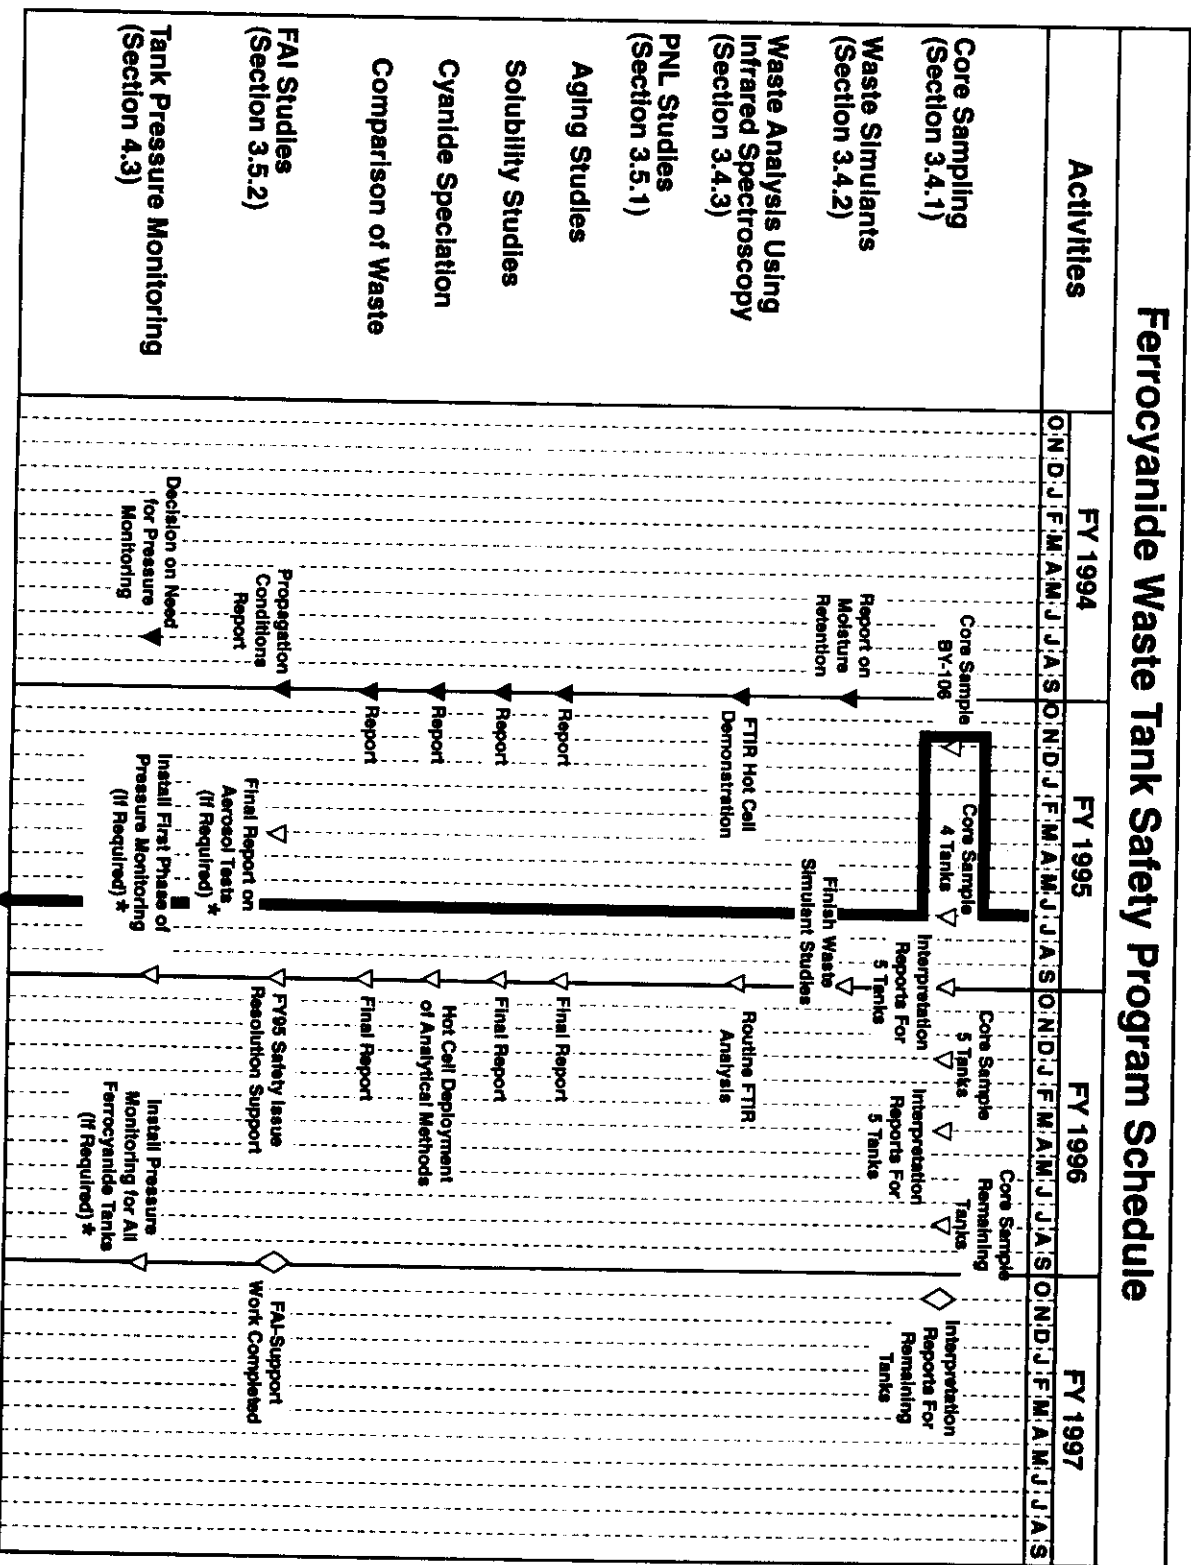 Ferrocyanide Waste Tank Safety Program Schedule
Activities
FY 1994
FY 1995
FY 1996
FY 1997
O N D J F M A M J J A S O N D J F M A M J J A S O N D J F M A M J J A S O N D J F M A M J J A S
Core Sampling
(Section 3.4.1)
Core Sample
BY-106
Core Sample
4 Tanks
Interpretation
Reports For
5 Tanks
Core Sample
5 Tanks
Interpretation
Reports For
5 Tanks
Core Sample
Remaining
Tanks
Interpretation
Reports For
Remaining
Tanks
Waste Simulants
(Section 3.4.2)
Report on
Moisture
Retention
Finish Waste
Simulant Studies
Waste Analysis Using
Infrared Spectroscopy
(Section 3.4.3)
FTIR Hot Cell
Demonstration
Routine FTIR
Analysis
PNL Studies
(Section 3.5.1)
Aging Studies
Report
Final Report
Solubility Studies
Report
Final Report
Cyanide Speciation
Report
Hot Cell Deployment
of Analytical Methods
Comparison of Waste
Report
Final Report
FAI Studies
(Section 3.5.2)
Propagation
Conditions
Report
Final Report on
Aerosol Tests
(If Required) *
FY95 Safety Issue
Resolution Support
FAI-Support
Work Completed
Tank Pressure Monitoring
(Section 4.3)
Decision on Need
for Pressure
Monitoring
Install First Phase of
Pressure Monitoring
(If Required) *
Install Pressure
Monitoring for All
Ferrocyanide Tanks
(If Required) *